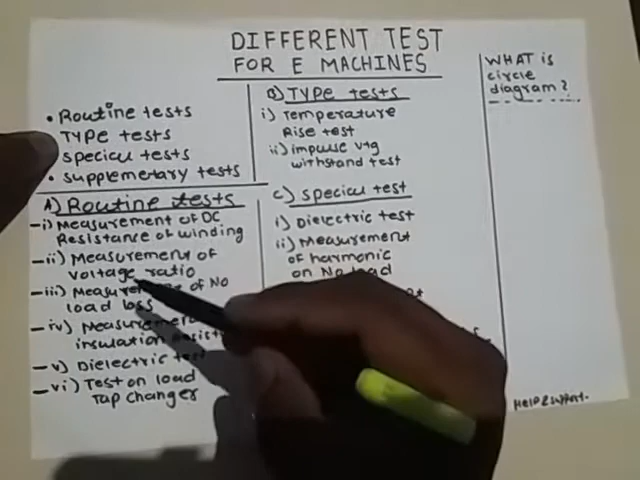 DIFFERENT TEST
FOR E MACHINES
• Routine tests
TYPE tests
special tests
• supplemetary tests
A) Routine tests
i) Measurement of DC
Resistance of winding
ii) Measurement of
voltage ratio
iii) of No
load loss
iv)
insulation
v) Dielectric test
vi) Test on load
Tap changer
B) TYPE tests
i) Temperature
Rise test
ii) impulse vtg
withstand test
C) special test
i) Dielectric test
ii) Measurement
of harmonic
on No load
WHAT is
circle
diagram?
HELP & SUPPORT.